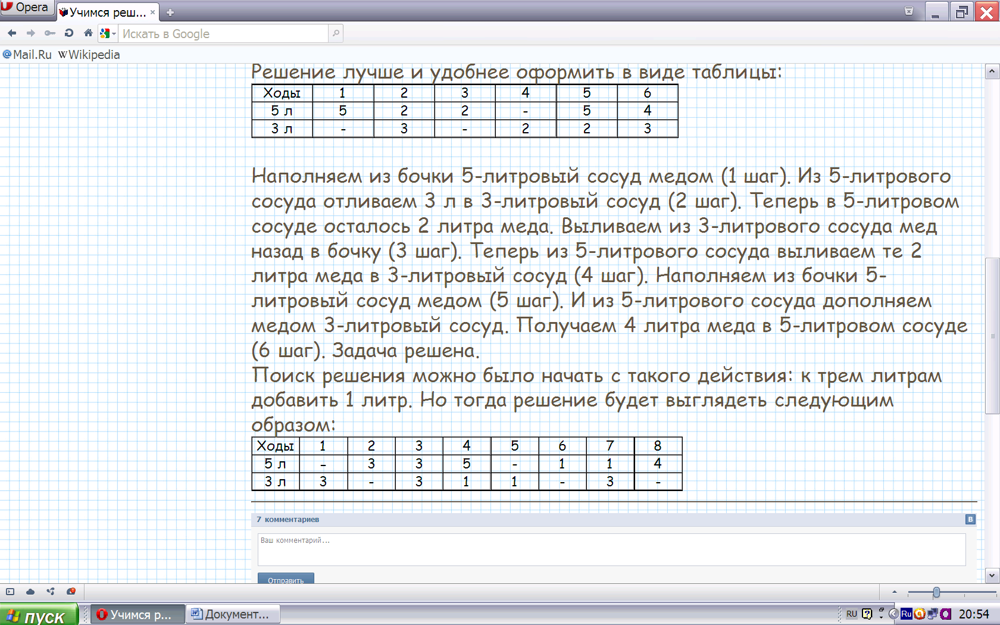 Opera
Учимся реш...
Искать в Google
Mail.Ru Wikipedia
Решение лучше и удобнее оформить в виде таблицы:
Ходы 1 2 3 4 5 6
5 л 5 2 2 - 5 4
3 л - 3 - 2 2 3
Наполняем из бочки 5-литровый сосуд медом (1 шаг). Из 5-литрового
сосуда отливаем 3 л в 3-литровый сосуд (2 шаг). Теперь в 5-литровом
сосуде осталось 2 литра меда. Выливаем из 3-литрового сосуда мед
назад в бочку (3 шаг). Теперь из 5-литрового сосуда выливаем те 2
литра меда в 3-литровый сосуд (4 шаг). Наполняем из бочки 5-
литровый сосуд медом (5 шаг). И из 5-литрового сосуда дополняем
медом 3-литровый сосуд. Получаем 4 литра меда в 5-литровом сосуде
(6 шаг). Задача решена.
Поиск решения можно было начать с такого действия: к трем литрам
добавить 1 литр. Но тогда решение будет выглядеть следующим
образом:
Ходы 1 2 3 4 5 6 7 8
5 л - 3 3 5 - 1 1 4
3 л 3 - 3 1 1 - 3 -
7 комментариев
В
Ваш комментарий...
Отправить
пуск
Учимся р...
Документ...
RU
Ru
20:54